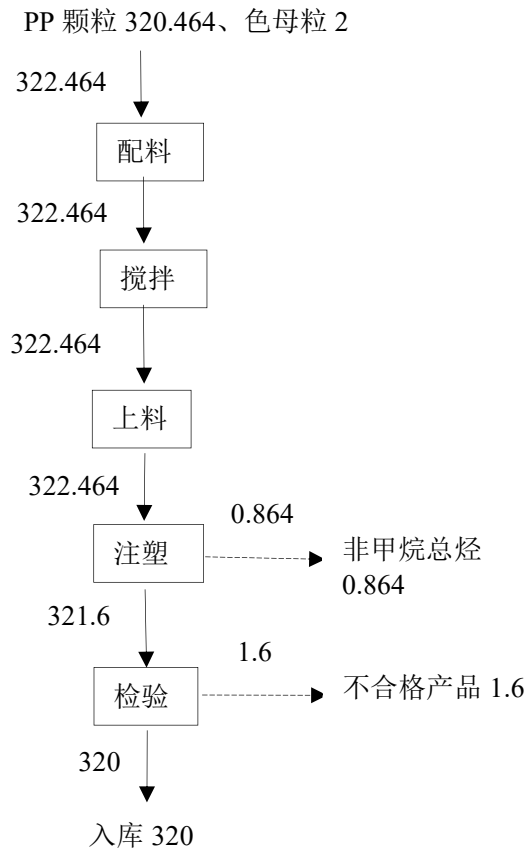 PP 颗粒 320.464、色母粒 2
322.464
配料
322.464
搅拌
322.464
上料
322.464
0.864
注塑
非甲烷总烃
0.864
321.6
1.6
检验
不合格产品 1.6
320
入库 320